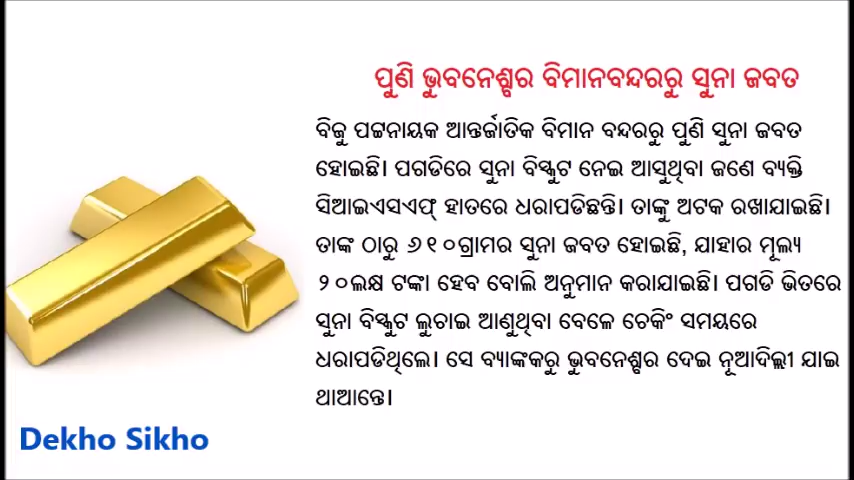 ପୁଣି ଭୁବନେଶ୍ବର ବିମାନବନ୍ଦରରୁ ସୁନା ଜବତ
ବିଜୁ ପଟ୍ଟନାୟକ ଆନ୍ତର୍ଜାତିକ ବିମାନ ବନ୍ଦରରୁ ପୁଣି ସୁନା ଜବତ
ହୋଇଛି। ପଗଡିରେ ସୁନା ବିସ୍କୁଟ ନେଇ ଆସୁଥିବା ଜଣେ ବ୍ୟକ୍ତି
ସିଆଇଏସଏଫ୍ ହାତରେ ଧରାପଡିଛନ୍ତି। ତାଙ୍କୁ ଅଟକ ରଖାଯାଇଛି।
ତାଙ୍କ ଠାରୁ ୬୧୦ଗ୍ରାମର ସୁନା ଜବତ ହୋଇଛି, ଯାହାର ମୂଲ୍ୟ
୨୦ଲକ୍ଷ ଟଙ୍କା ହେବ ବୋଲି ଅନୁମାନ କରାଯାଇଛି। ପଗଡି ଭିତରେ
ସୁନା ବିସ୍କୁଟ ଲୁଚାଇ ଆଣୁଥିବା ବେଳେ ଚେକିଂ ସମୟରେ
ଧରାପଡିଥିଲେ। ସେ ବ୍ୟାଙ୍କକରୁ ଭୁବନେଶ୍ବର ଦେଇ ନୂଆଦିଲ୍ଲୀ ଯାଇ
ଥାଆନ୍ତେ।
Dekho Sikho